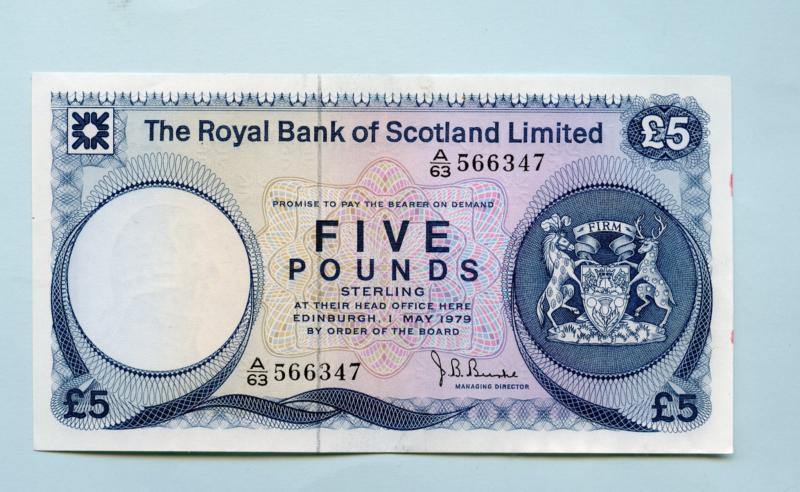 The Royal Bank of Scotland Limited
£5
A/63 566347
FIRM
PROMISE TO PAY THE BEARER ON DEMAND
FIVE
POUNDS
STERLING
AT THEIR HEAD OFFICE HERE
EDINBURGH, 1 MAY 1979
BY ORDER OF THE BOARD
A/63 566347
J B Burke
MANAGING DIRECTOR
£5
£5